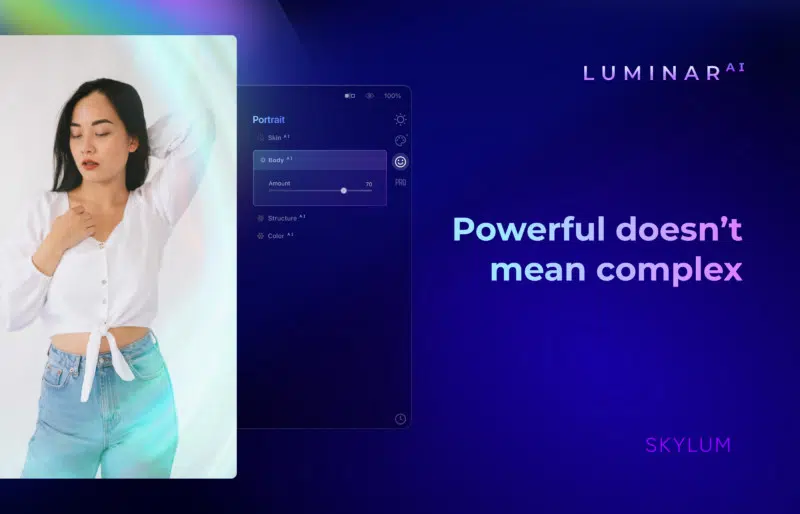 LUMINAR AI
100%
Portrait
Skin AI
Body AI
Amount 70
PRO
Structure AI
Color AI
Powerful doesn’t
mean complex
SKYLUM